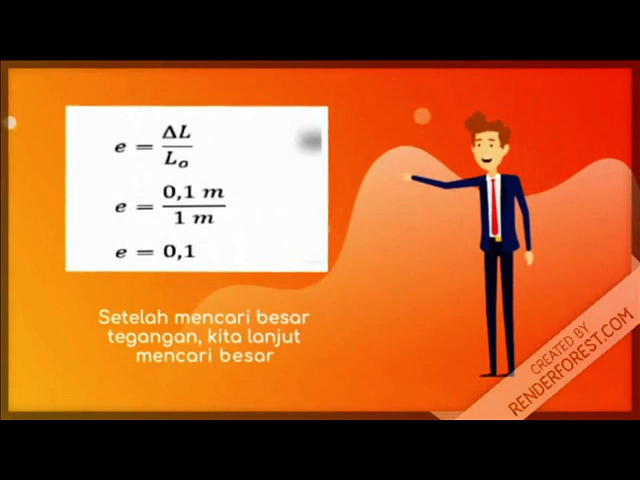 e = ΔL / Lo
e = 0,1 m / 1 m
e = 0,1
Setelah mencari besar
tegangan, kita lanjut
mencari besar
CREATED BY
RENDERFOREST.COM